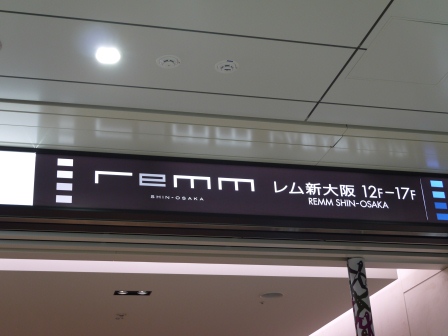 remm
SHIN-OSAKA
レム新大阪 12F-17F
REMM SHIN-OSAKA